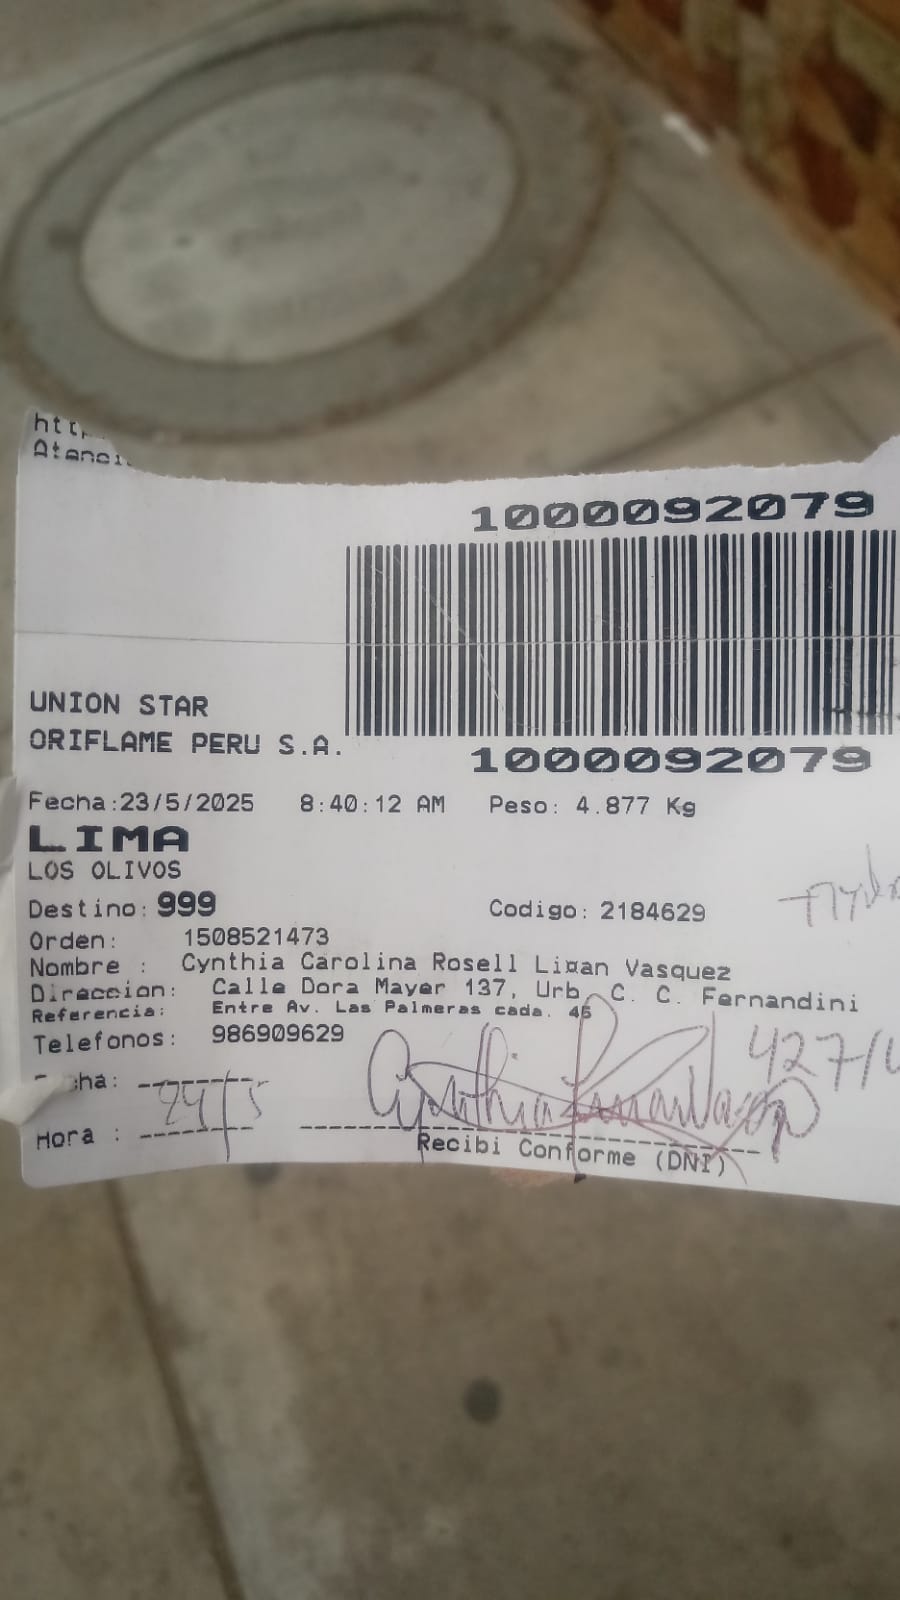 1000092079
UNION STAR
ORIFLAME PERU S.A.
1000092079
Fecha:23/5/2025 8:40:12 AM Peso: 4.877 Kg
LIMA
LOS OLIVOS
Destino: 999 Codigo: 2184629
Orden: 1508521473
Nombre : Cynthia Carolina Rosell Liman Vasquez
Direccion: Calle Dora Mayer 137, Urb. C. C. Fernandini
Referencia: Entre Av. Las Palmeras cada. 45
Telefonos: 986909629
24/5
Hora :
Recibi Conforme (DNI)